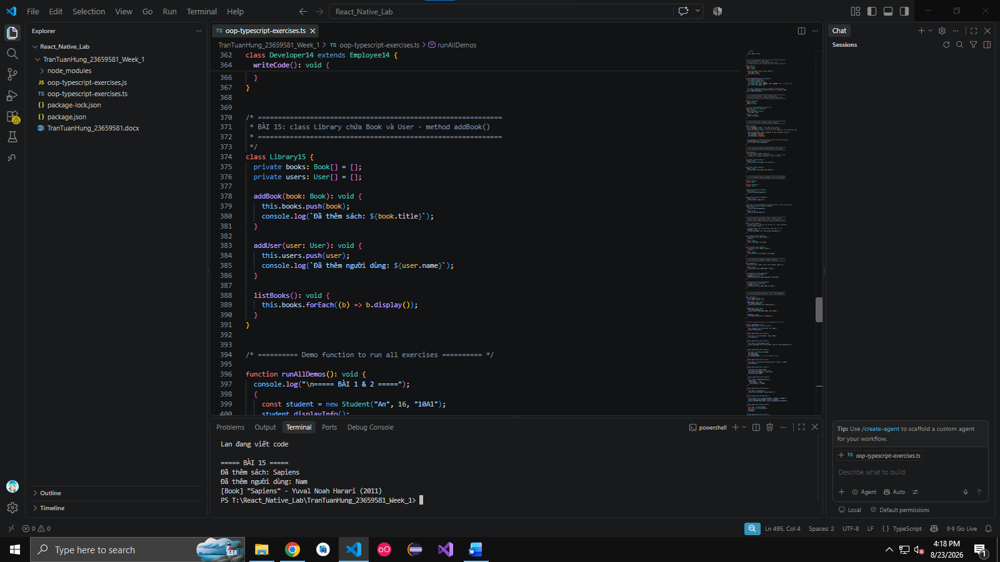 File Edit Selection View Go Run Terminal Help
React_Native_Lab
Explorer
React_Native_Lab
TranTuanHung_23659581_Week_1
node_modules
JS oop-typescript-exercises.js
TS oop-typescript-exercises.ts
{} package-lock.json
{} package.json
TranTuanHung_23659581.docx
Outline
Timeline
TS oop-typescript-exercises.ts
TranTuanHung_23659581_Week_1 > TS oop-typescript-exercises.ts > runAllDemos
362 class Developer14 extends Employee14 {
364 writeCode(): void {
366 }
367 }
368
369
370 /* ============================================================
371 * BÀI 15: class Library chứa Book và User - method addBook()
372 * ============================================================
373 */
374 class Library15 {
375 private books: Book[] = [];
376 private users: User[] = [];
377
378 addBook(book: Book): void {
379 this.books.push(book);
380 console.log(`Đã thêm sách: ${book.title}`);
381 }
382
383 addUser(user: User): void {
384 this.users.push(user);
385 console.log(`Đã thêm người dùng: ${user.name}`);
386 }
387
388 listBooks(): void {
389 this.books.forEach((b) => b.display());
390 }
391 }
392
393
394 /* ========== Demo function to run all exercises ========== */
395
396 function runAllDemos(): void {
397 console.log("\n===== BÀI 1 & 2 =====");
398 {
399 const student = new Student("An", 16, "10A1");
400 student.displayInfo();
Problems Output Terminal Ports Debug Console
powershell
Lan đang viết code
===== BÀI 15 =====
Đã thêm sách: Sapiens
Đã thêm người dùng: Nam
[Book] "Sapiens" - Yuval Noah Harari (2011)
PS T:\React_Native_Lab\TranTuanHung_23659581_Week_1>
Chat
Sessions
Tip: Use /create-agent to scaffold a custom agent
for your workflow.
TS oop-typescript-exercises.ts
Describe what to build
Agent Auto
Local Default permissions
0 0
Ln 495, Col 4 Spaces: 2 UTF-8 LF {} TypeScript Go Live
Type here to search
4:18 PM
8/23/2026
1